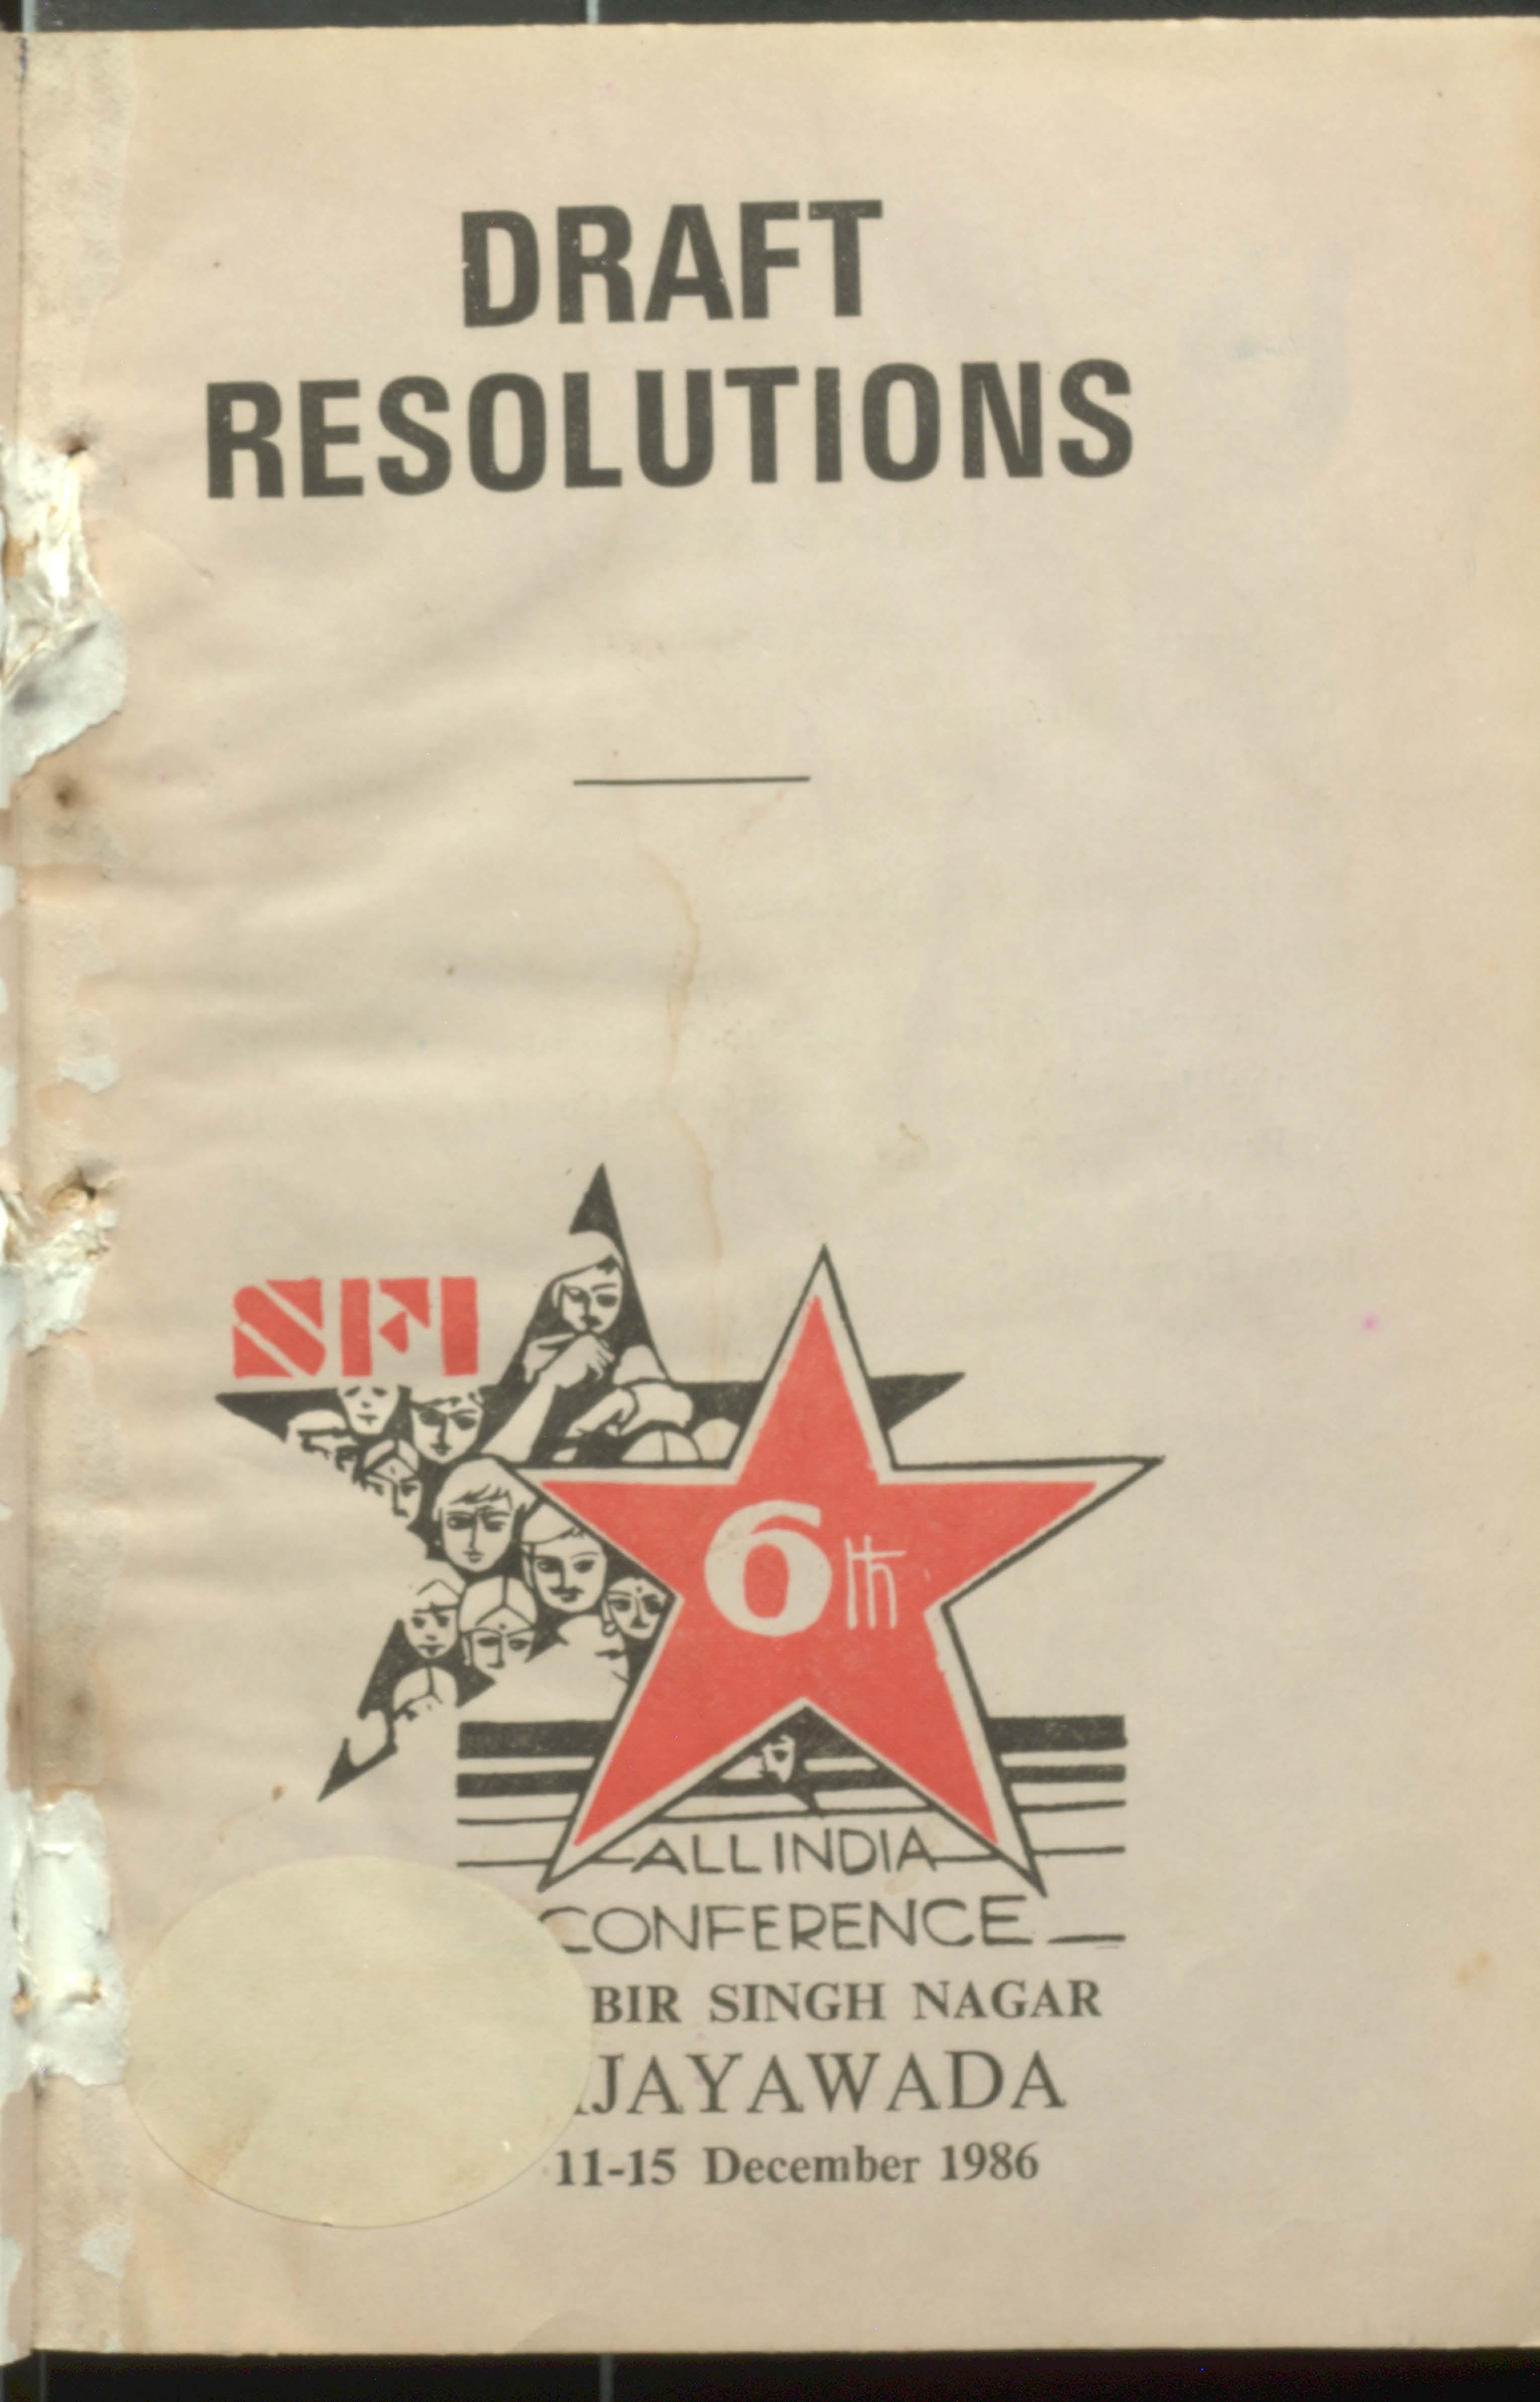 DRAFT
RESOLUTIONS
SFI
6th
ALL INDIA
CONFERENCE
BIR SINGH NAGAR
JAYAWADA
11-15 December 1986